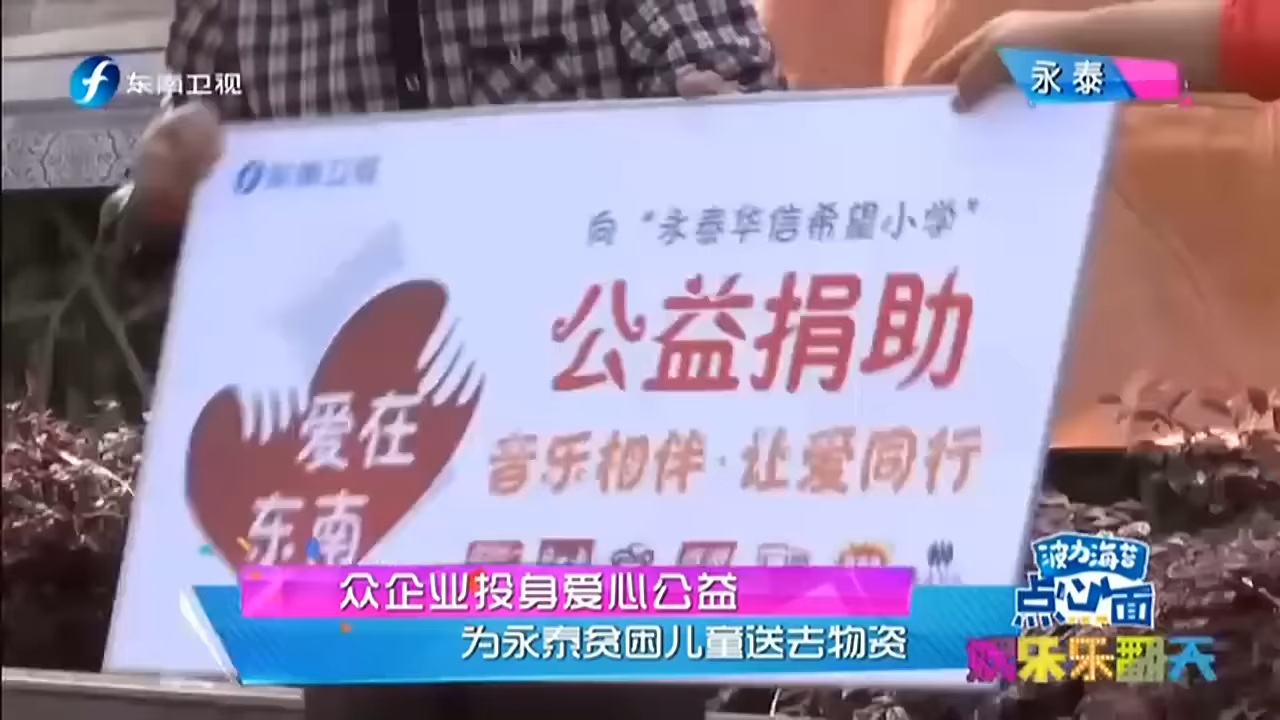 东南卫视
永泰
东南卫视
向“永泰华信希望小学”
公益捐助
爱在
东南
音乐相伴·让爱同行
众企业投身爱心公益
为永泰贫困儿童送去物资
波力海苔
点心面
娱乐乐翻天